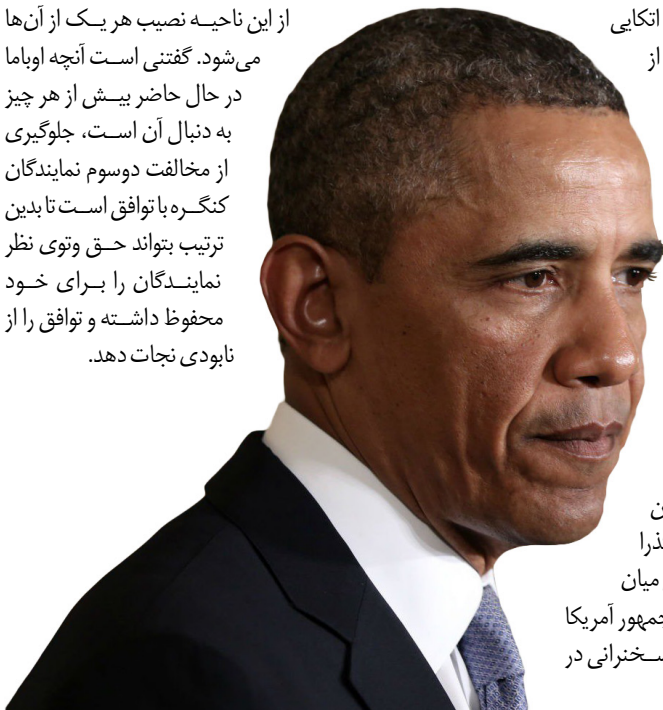 اتکایی
از
ن
ذرا
میان
جمهور آمریکا
سخنرانی در
از این ناحیه نصیب هر یک از آن‌ها
می‌شود. گفتنی است آنچه اوباما
در حال حاضر بیش از هر چیز
به دنبال آن است، جلوگیری
از مخالفت دوسوم نمایندگان
کنگره با توافق است تا بدین
ترتیب بتواند حق وتوی نظر
نمایندگان را برای خود
محفوظ داشته و توافق را از
نابودی نجات دهد.